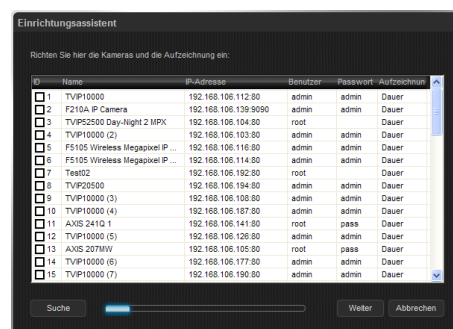 Einrichtungsassistent
Richten Sie hier die Kameras und die Aufzeichnung ein:
ID Name IP-Adresse Benutzer Passwort Aufzeichnun
1 TVIP10000 192.168.106.112:80 admin admin Dauer
2 F210A IP Camera 192.168.106.139:9090 admin admin Dauer
3 TVIP52500 Day-Night 2 MPX 192.168.106.104:80 root Dauer
4 TVIP10000 (2) 192.168.106.103:80 admin admin Dauer
5 F5105 Wireless Megapixel IP ... 192.168.106.116:80 admin admin Dauer
6 F5105 Wireless Megapixel IP ... 192.168.106.114:80 admin admin Dauer
7 Test02 192.168.106.192:80 root Dauer
8 TVIP20500 192.168.106.194:80 admin admin Dauer
9 TVIP10000 (3) 192.168.106.108:80 admin admin Dauer
10 TVIP10000 (4) 192.168.106.187:80 admin admin Dauer
11 AXIS 241Q 1 192.168.106.141:80 root pass Dauer
12 TVIP10000 (5) 192.168.106.126:80 admin admin Dauer
13 AXIS 207MW 192.168.106.105:80 root pass Dauer
14 TVIP10000 (6) 192.168.106.177:80 admin admin Dauer
15 TVIP10000 (7) 192.168.106.190:80 admin admin Dauer
Suche Weiter Abbrechen